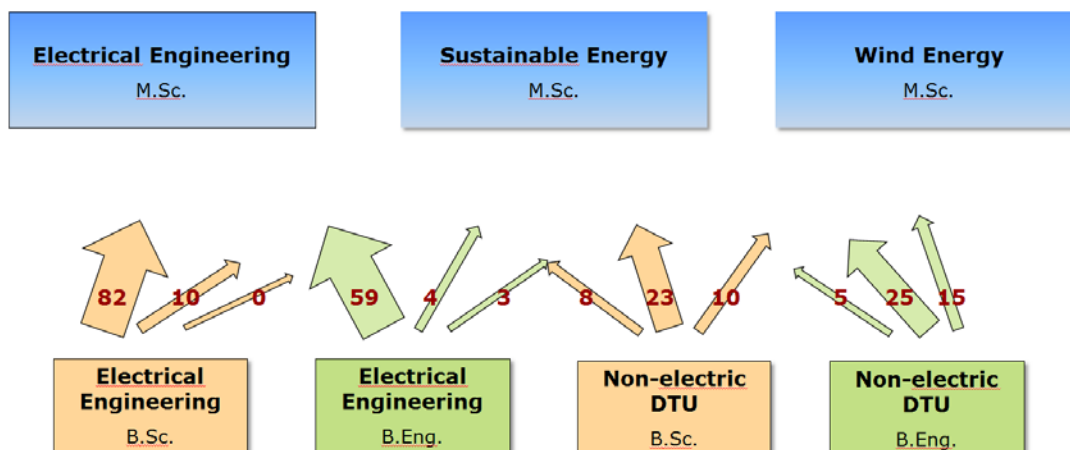 Electrical Engineering
M.Sc.
Sustainable Energy
M.Sc.
Wind Energy
M.Sc.
82
10
0
59
4
3
8
23
10
5
25
15
Electrical
Engineering
B.Sc.
Electrical
Engineering
B.Eng.
Non-electric
DTU
B.Sc.
Non-electric
DTU
B.Eng.